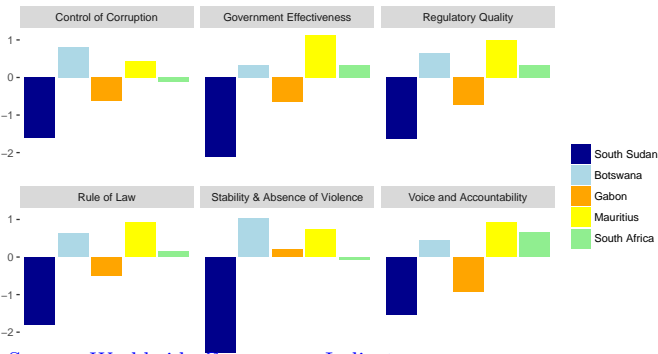 Control of Corruption
Government Effectiveness
Regulatory Quality
1
0
−1
−2
Rule of Law
Stability & Absence of Violence
Voice and Accountability
1
0
−1
−2
South Sudan
Botswana
Gabon
Mauritius
South Africa